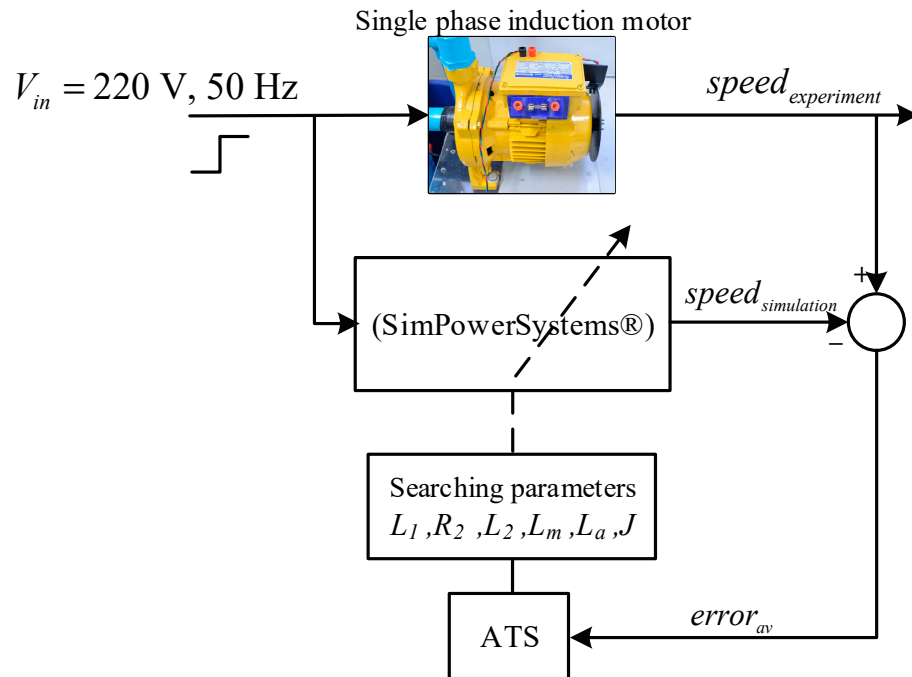 Single phase induction motor
V_in = 220 V, 50 Hz
speed_experiment
+
(SimPowerSystems®)
speed_simulation
−
Searching parameters
L_1 ,R_2 ,L_2 ,L_m ,L_a ,J
ATS
error_av